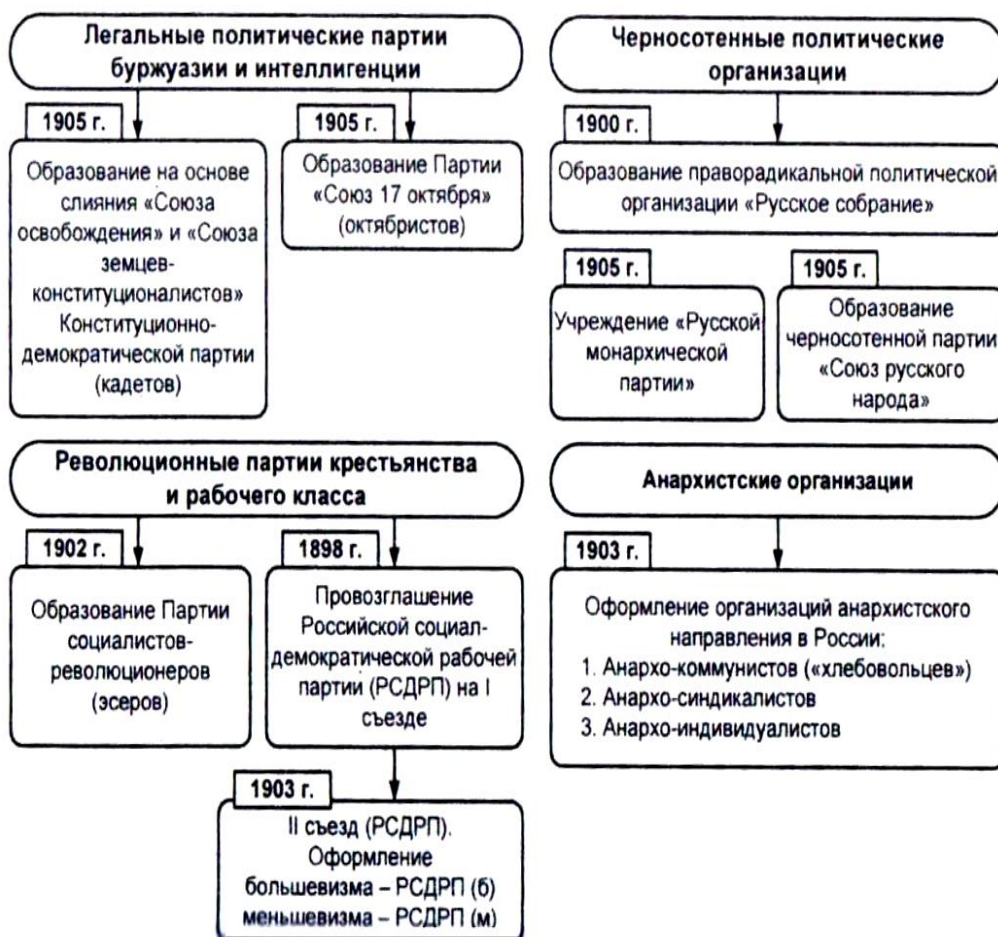 Легальные политические партии
буржуазии и интеллигенции
1905 г.
Образование на основе
слияния «Союза
освобождения» и «Союза
земцев-
конституционалистов»
Конституционно-
демократической партии
(кадетов)
1905 г.
Образование Партии
«Союз 17 октября»
(октябристов)
Черносотенные политические
организации
1900 г.
Образование праворадикальной политической
организации «Русское собрание»
1905 г.
Учреждение «Русской
монархической
партии»
1905 г.
Образование
черносотенной партии
«Союз русского
народа»
Революционные партии крестьянства
и рабочего класса
1902 г.
Образование Партии
социалистов-
революционеров
(эсеров)
1898 г.
Провозглашение
Российской социал-
демократической рабочей
партии (РСДРП) на I
съезде
1903 г.
II съезд (РСДРП).
Оформление
большевизма – РСДРП (б)
меньшевизма – РСДРП (м)
Анархистские организации
1903 г.
Оформление организаций анархистского
направления в России:
1. Анархо-коммунистов («хлебовольцев»)
2. Анархо-синдикалистов
3. Анархо-индивидуалистов